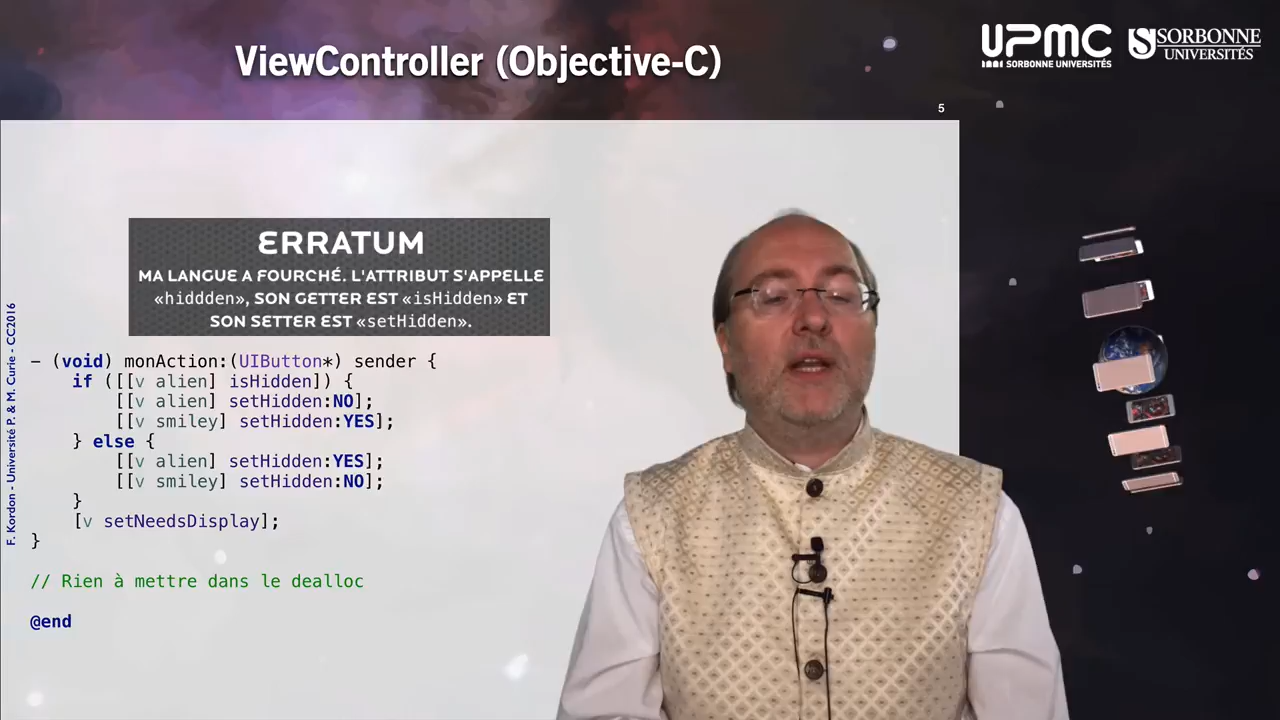 ViewController (Objective-C)
UPMC
SORBONNE UNIVERSITÉS
SORBONNE
UNIVERSITÉS
5
ERRATUM
MA LANGUE A FOURCHÉ. L'ATTRIBUT S'APPELLE
«hiddden», SON GETTER EST «isHidden» ET
SON SETTER EST «setHidden».
– (void) monAction:(UIButton*) sender {
    if ([[v alien] isHidden]) {
        [[v alien] setHidden:NO];
        [[v smiley] setHidden:YES];
    } else {
        [[v alien] setHidden:YES];
        [[v smiley] setHidden:NO];
    }
    [v setNeedsDisplay];
}
// Rien à mettre dans le dealloc
@end
F. Kordon - Université P. & M. Curie - CC2016